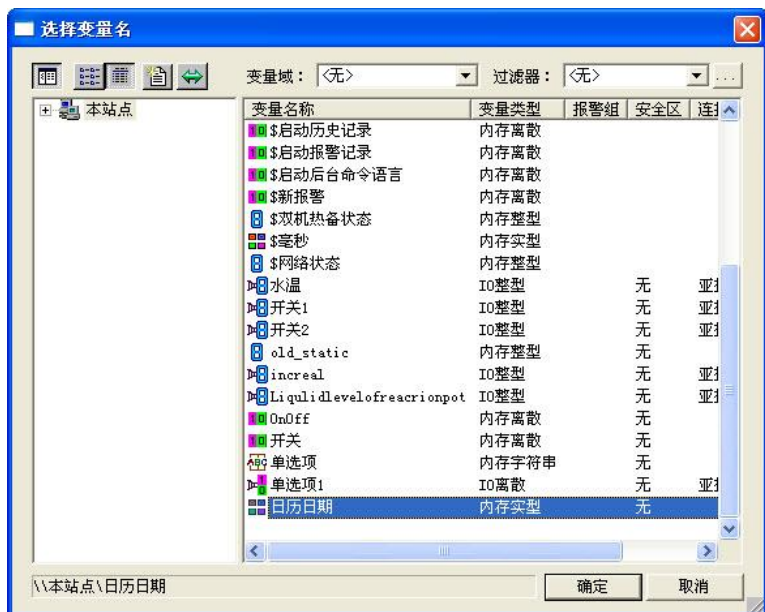 选择变量名
变量域： <无> 过滤器： <无> ...
本站点
变量名称 变量类型 报警组 安全区
$启动历史记录 内存离散
$启动报警记录 内存离散
$启动后台命令语言 内存离散
$新报警 内存离散
$双机热备状态 内存整型
$毫秒 内存实型
$网络状态 内存整型
水温 IO整型 无 亚
开关1 IO整型 无 亚
开关2 IO整型 无 亚
old_static 内存整型 无
increal IO整型 无 亚
Liqulidlevelofreacrionpot IO整型 无 亚
OnOff 内存离散 无
开关 内存离散 无
单选项 内存字符串 无
单选项1 IO离散 无 亚
日历日期 内存实型 无
\\本站点\日历日期 确定 取消